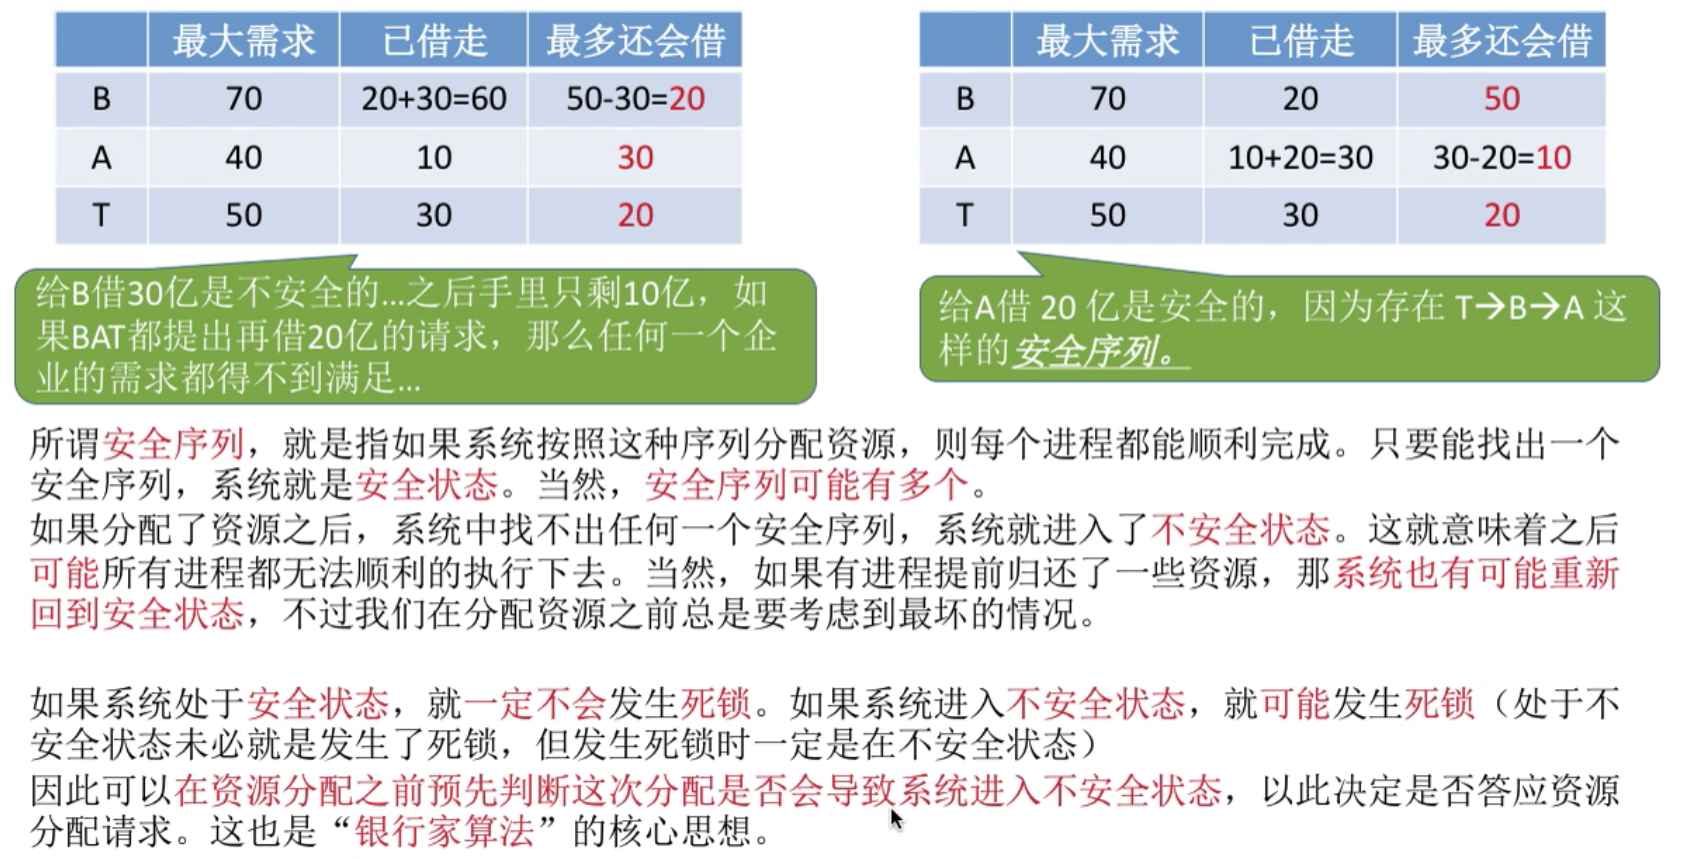 最大需求 已借走 最多还会借
B 70 20+30=60 50-30=20
A 40 10 30
T 50 30 20
给B借30亿是不安全的...之后手里只剩10亿，如
果BAT都提出再借20亿的请求，那么任何一个企
业的需求都得不到满足...
最大需求 已借走 最多还会借
B 70 20 50
A 40 10+20=30 30-20=10
T 50 30 20
给A借 20 亿是安全的，因为存在 T→B→A 这
样的安全序列。
所谓安全序列，就是指如果系统按照这种序列分配资源，则每个进程都能顺利完成。只要能找出一个
安全序列，系统就是安全状态。当然，安全序列可能有多个。
如果分配了资源之后，系统中找不出任何一个安全序列，系统就进入了不安全状态。这就意味着之后
可能所有进程都无法顺利的执行下去。当然，如果有进程提前归还了一些资源，那系统也有可能重新
回到安全状态，不过我们在分配资源之前总是要考虑到最坏的情况。
如果系统处于安全状态，就一定不会发生死锁。如果系统进入不安全状态，就可能发生死锁（处于不
安全状态未必就是发生了死锁，但发生死锁时一定是在不安全状态）
因此可以在资源分配之前预先判断这次分配是否会导致系统进入不安全状态，以此决定是否答应资源
分配请求。这也是“银行家算法”的核心思想。